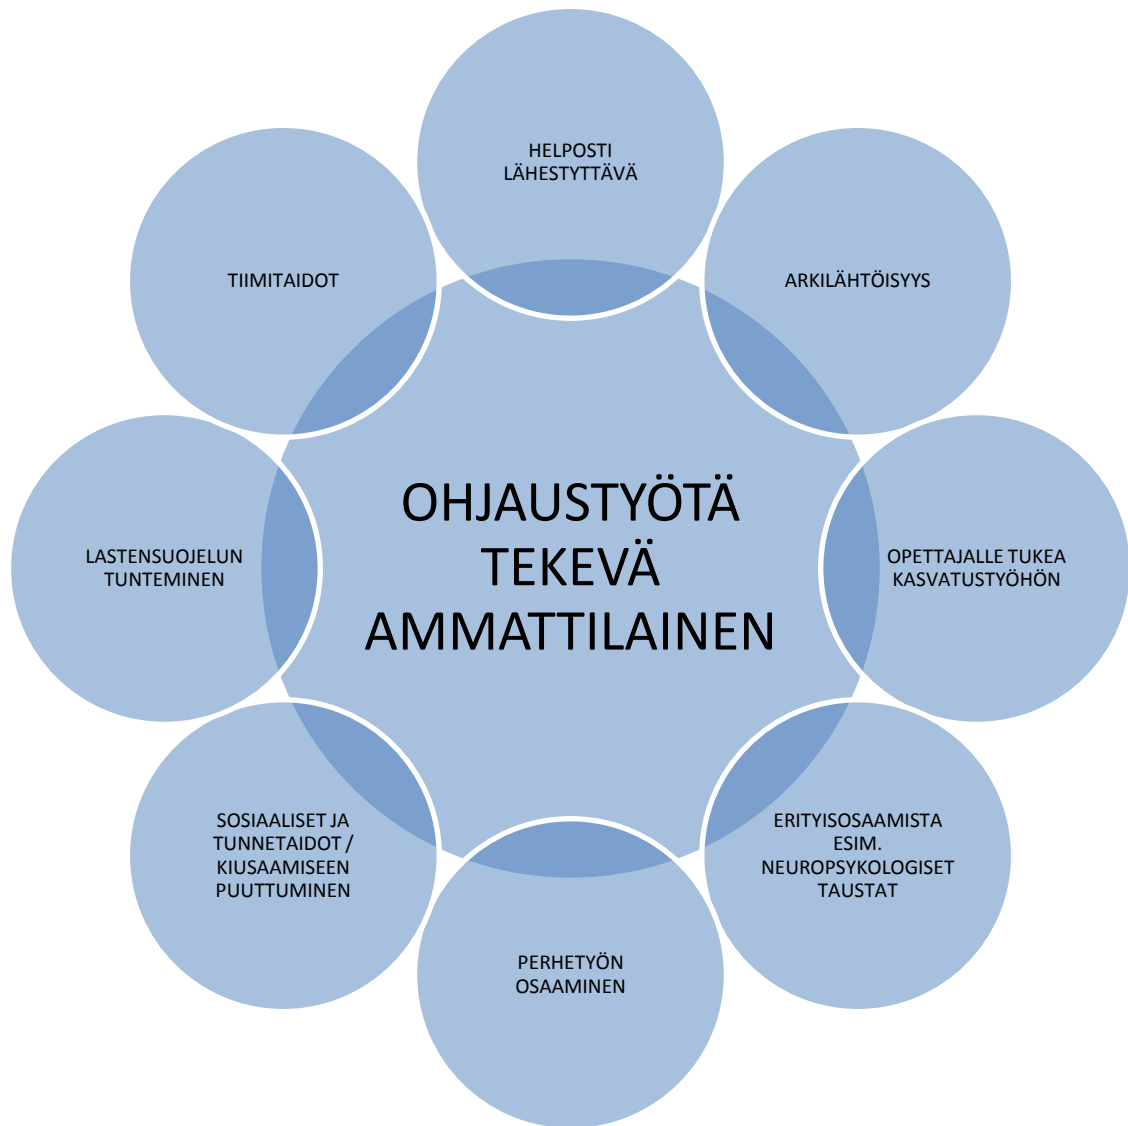 HELPOSTI
LÄHESTYTTÄVÄ
TIIMITAIDOT
ARKILÄHTÖISYYS
OHJAUSTYÖTÄ
TEKEVÄ
AMMATTILAINEN
LASTENSUOJELUN
TUNTEMINEN
OPETTAJALLE TUKEA
KASVATUSTYÖHÖN
SOSIAALISET JA
TUNNETAIDOT /
KIUSAAMISEEN
PUUTTUMINEN
ERITYISOSAAMISTA
ESIM.
NEUROPSYKOLOGISET
TAUSTAT
PERHETYÖN
OSAAMINEN